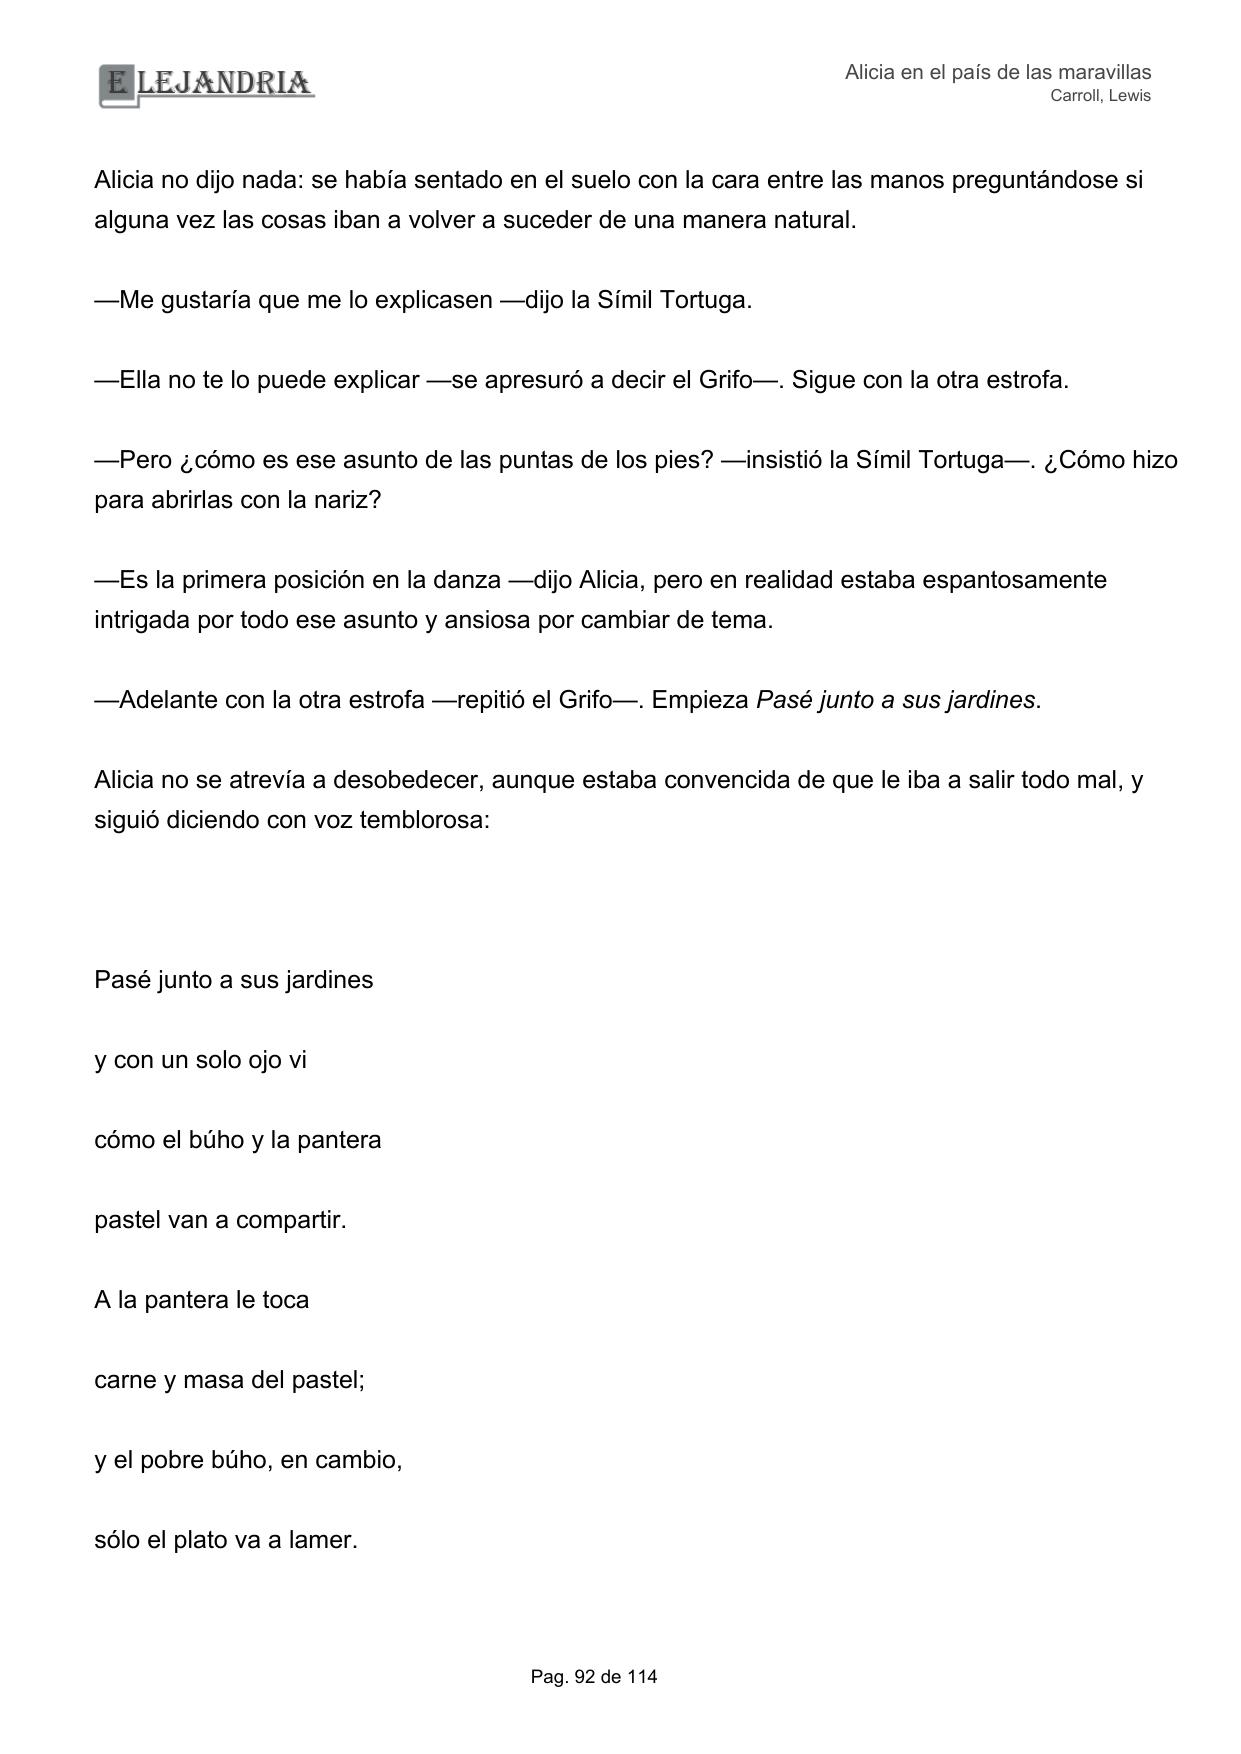 ELEJANDRIA
Alicia en el país de las maravillas
Carroll, Lewis
Alicia no dijo nada: se había sentado en el suelo con la cara entre las manos preguntándose si
alguna vez las cosas iban a volver a suceder de una manera natural.
—Me gustaría que me lo explicasen —dijo la Símil Tortuga.
—Ella no te lo puede explicar —se apresuró a decir el Grifo—. Sigue con la otra estrofa.
—Pero ¿cómo es ese asunto de las puntas de los pies? —insistió la Símil Tortuga—. ¿Cómo hizo
para abrirlas con la nariz?
—Es la primera posición en la danza —dijo Alicia, pero en realidad estaba espantosamente
intrigada por todo ese asunto y ansiosa por cambiar de tema.
—Adelante con la otra estrofa —repitió el Grifo—. Empieza Pasé junto a sus jardines.
Alicia no se atrevía a desobedecer, aunque estaba convencida de que le iba a salir todo mal, y
siguió diciendo con voz temblorosa:
Pasé junto a sus jardines
y con un solo ojo vi
cómo el búho y la pantera
pastel van a compartir.
A la pantera le toca
carne y masa del pastel;
y el pobre búho, en cambio,
sólo el plato va a lamer.
Pag. 92 de 114